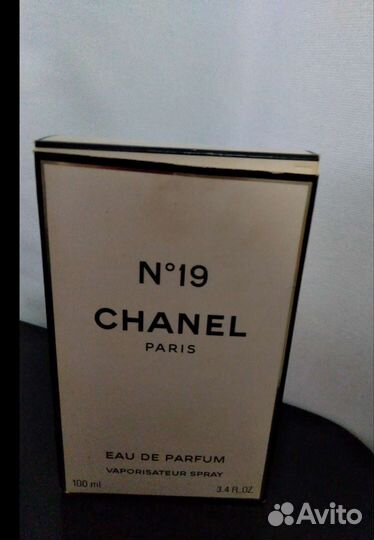 N°19
CHANEL
PARIS
EAU DE PARFUM
VAPORISATEUR SPRAY
100 ml 3.4 FL.OZ.
Avito